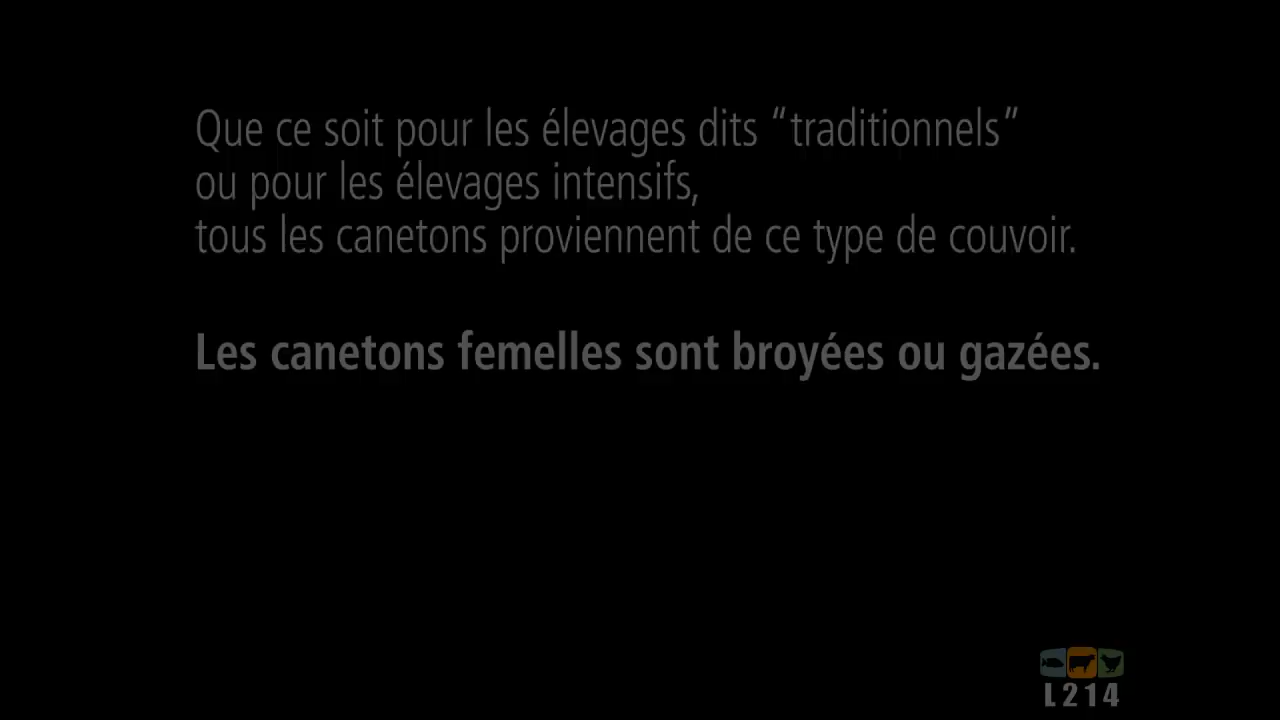 Que ce soit pour les élevages dits “traditionnels”
ou pour les élevages intensifs,
tous les canetons proviennent de ce type de couvoir.
Les canetons femelles sont broyées ou gazées.
L214